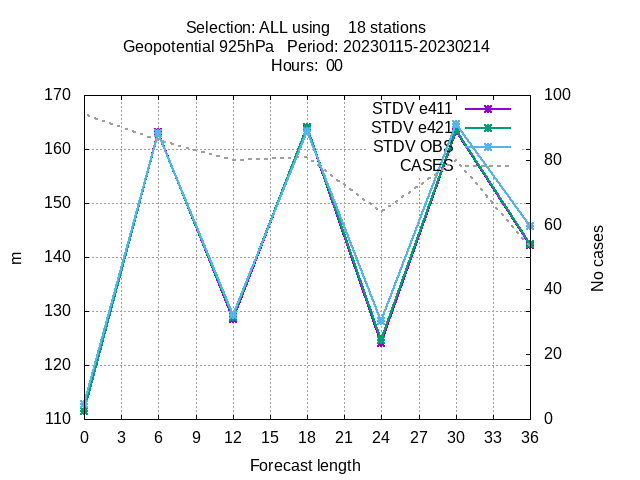 Selection: ALL using    18 stations
Geopotential 925hPa   Period: 20230115-20230214
Hours:  00
170
160
150
140
130
120
110
m
100
80
60
40
20
0
No cases
STDV e411
STDV e421
STDV OBS
CASES
0 3 6 9 12 15 18 21 24 27 30 33 36
Forecast length